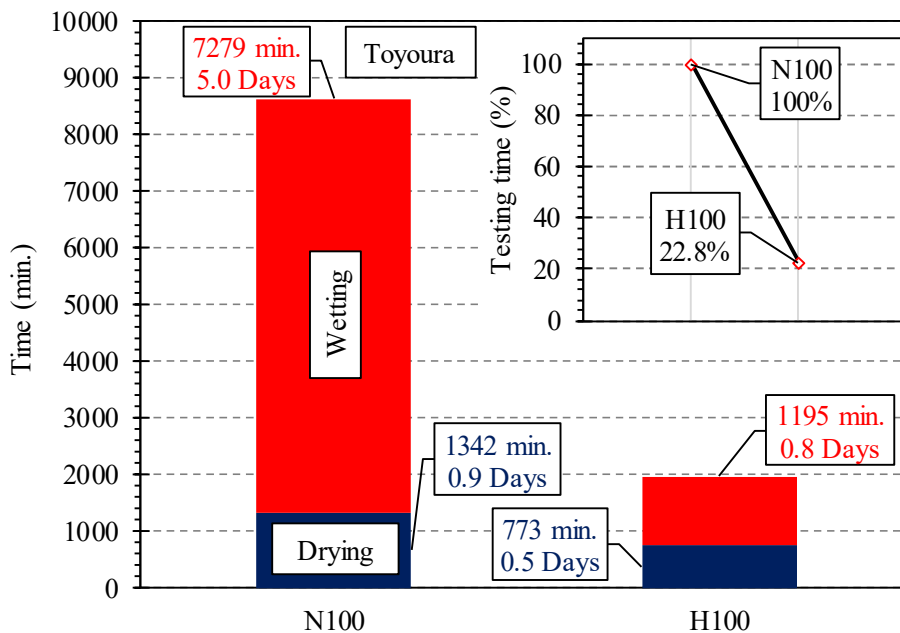 10000
9000
8000
7000
6000
5000
4000
3000
2000
1000
0
Time (min.)
7279 min.
5.0 Days
Toyoura
Wetting
1342 min.
0.9 Days
Drying
N100
100
80
60
40
20
0
Testing time (%)
N100
100%
H100
22.8%
1195 min.
0.8 Days
773 min.
0.5 Days
H100